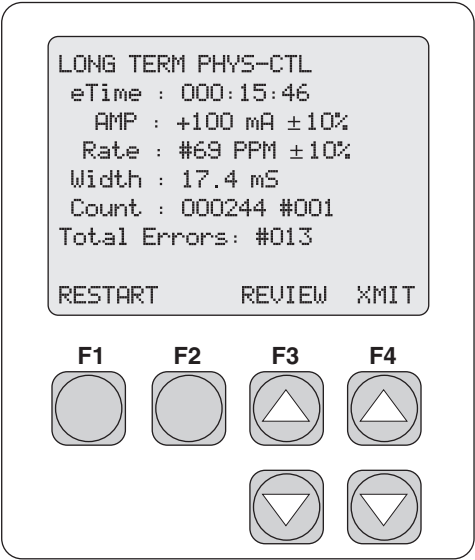 LONG TERM PHYS-CTL
eTime : 000:15:46
AMP : +100 mA ±10%
Rate : #69 PPM ±10%
Width : 17.4 mS
Count : 000244 #001
Total Errors: #013
RESTART REVIEW XMIT
F1 F2 F3 F4